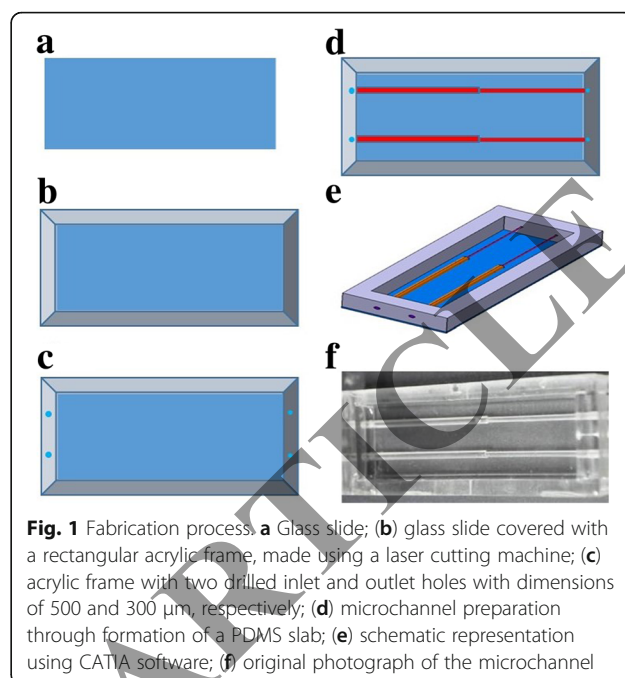 a
d
b
e
c
f
Fig. 1 Fabrication process. a Glass slide; (b) glass slide covered with
a rectangular acrylic frame, made using a laser cutting machine; (c)
acrylic frame with two drilled inlet and outlet holes with dimensions
of 500 and 300 μm, respectively; (d) microchannel preparation
through formation of a PDMS slab; (e) schematic representation
using CATIA software; (f) original photograph of the microchannel
ARTICLE